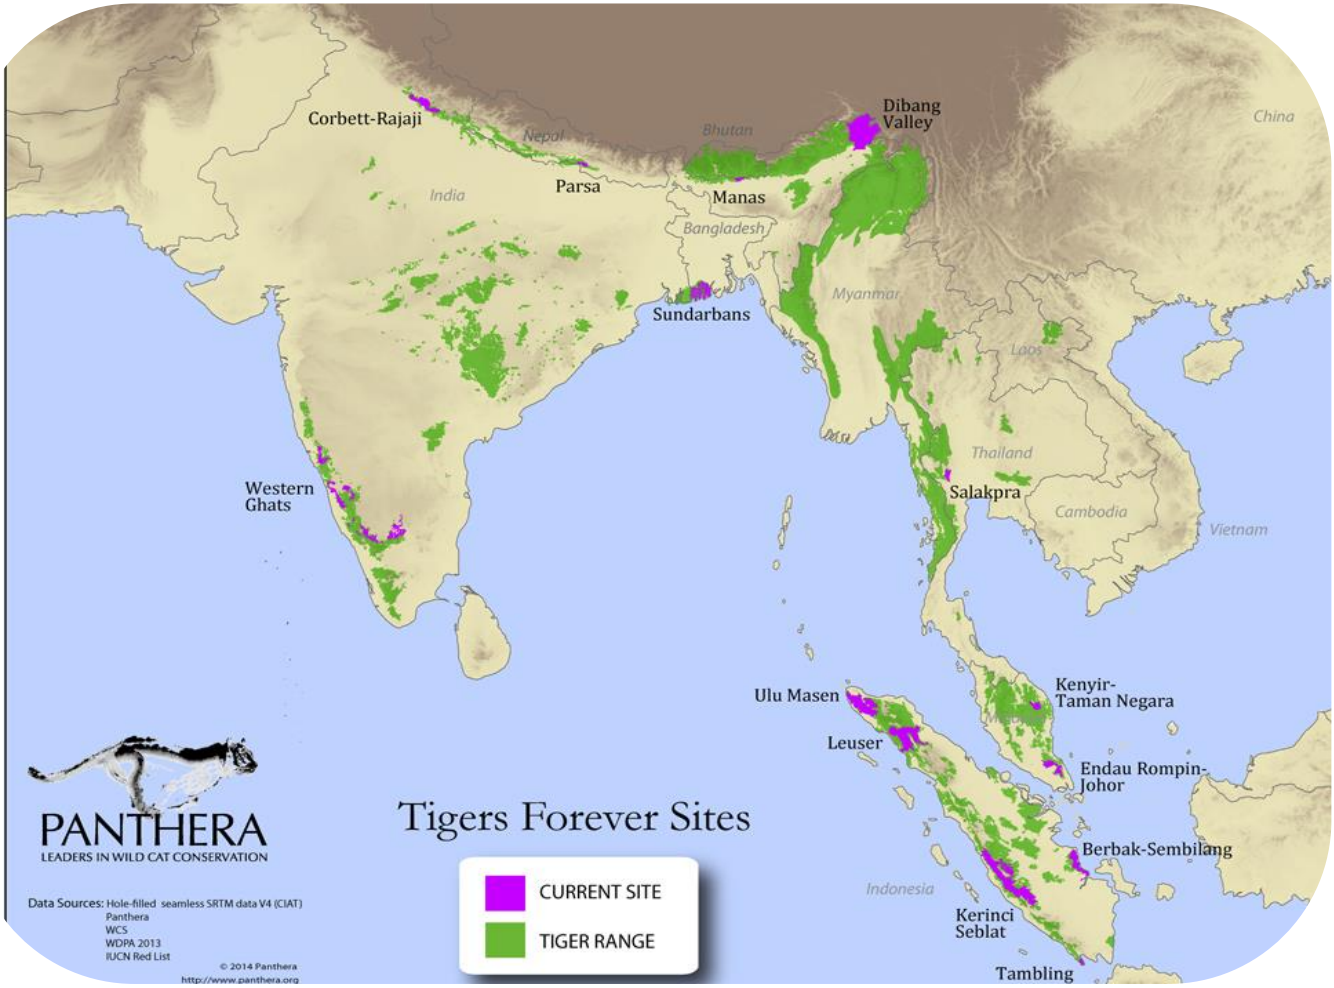 Corbett-Rajaji
Nepal
Bhutan
Dibang
Valley
China
Parsa
Manas
India
Bangladesh
Sundarbans
Myanmar
Laos
Western
Ghats
Thailand
Salakpra
Cambodia
Vietnam
Ulu Masen
Kenyir-
Taman Negara
Leuser
Endau Rompin-
Johor
Berbak-Sembilang
Indonesia
Kerinci
Seblat
Tambling
PANTHERA
LEADERS IN WILD CAT CONSERVATION
Tigers Forever Sites
CURRENT SITE
TIGER RANGE
Data Sources: Hole-filled seamless SRTM data V4 (CIAT)
Panthera
WCS
WDPA 2013
IUCN Red List
© 2014 Panthera
http://www.panthera.org